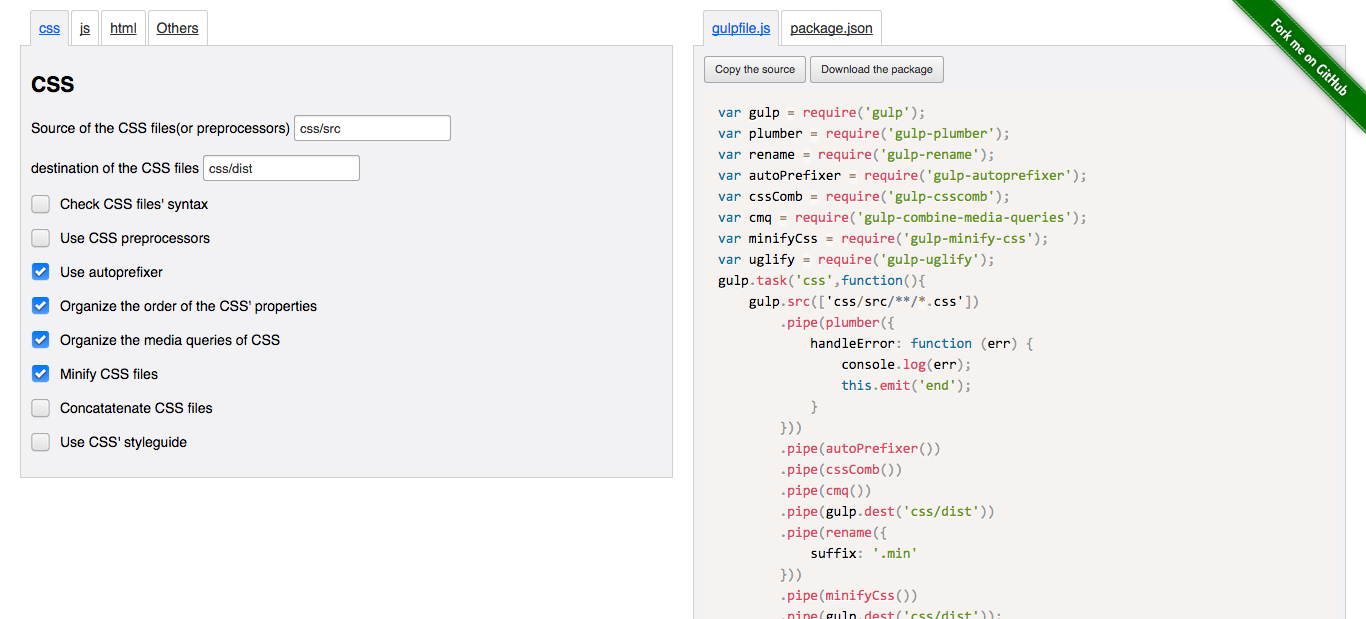 css js html Others
CSS
Source of the CSS files(or preprocessors) css/src
destination of the CSS files css/dist
Check CSS files' syntax
Use CSS preprocessors
Use autoprefixer
Organize the order of the CSS' properties
Organize the media queries of CSS
Minify CSS files
Concatatenate CSS files
Use CSS' styleguide
gulpfile.js package.json
Fork me on GitHub
Copy the source Download the package
var gulp = require('gulp');
var plumber = require('gulp-plumber');
var rename = require('gulp-rename');
var autoPrefixer = require('gulp-autoprefixer');
var cssComb = require('gulp-csscomb');
var cmq = require('gulp-combine-media-queries');
var minifyCss = require('gulp-minify-css');
var uglify = require('gulp-uglify');
gulp.task('css',function(){
gulp.src(['css/src/**/*.css'])
.pipe(plumber({
handleError: function (err) {
console.log(err);
this.emit('end');
}
}))
.pipe(autoPrefixer())
.pipe(cssComb())
.pipe(cmq())
.pipe(gulp.dest('css/dist'))
.pipe(rename({
suffix: '.min'
}))
.pipe(minifyCss())
.pipe(gulp.dest('css/dist'));